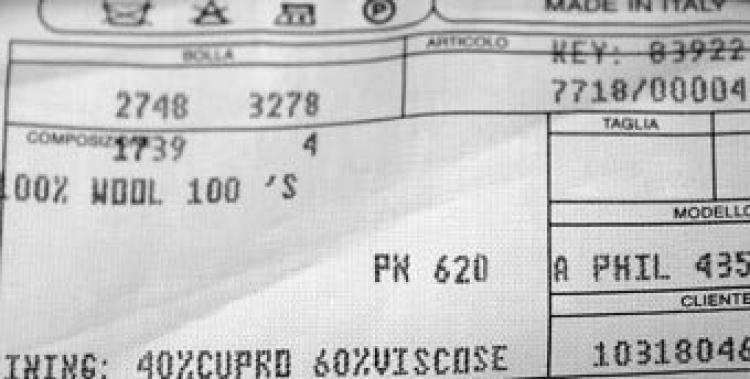 MADE IN ITALY
BOLLA
ARTICOLO
KEY: 83922
2748 3278
7718/00004
COMPOSIZ
1739 4
TAGLIA
100% WOOL 100 'S
MODELLO
PN 620
A PHIL 435
CLIENTE
INING: 40%CUPRO 60%VISCOSE
10318046